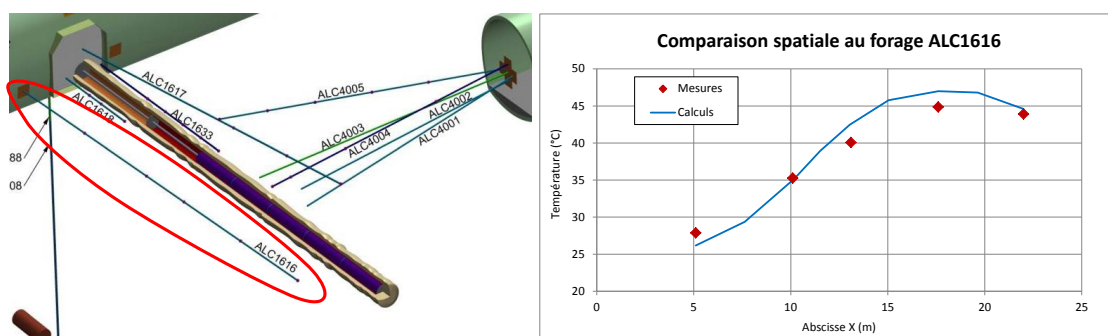 ALC1617
ALC4005
ALC1633
ALC1618
ALC4002
ALC4003
ALC4004
ALC4001
88
08
ALC1616
Comparaison spatiale au forage ALC1616
Mesures
Calculs
Température (°C)
50
45
40
35
30
25
20
0
5
10
15
20
25
Abscisse X (m)